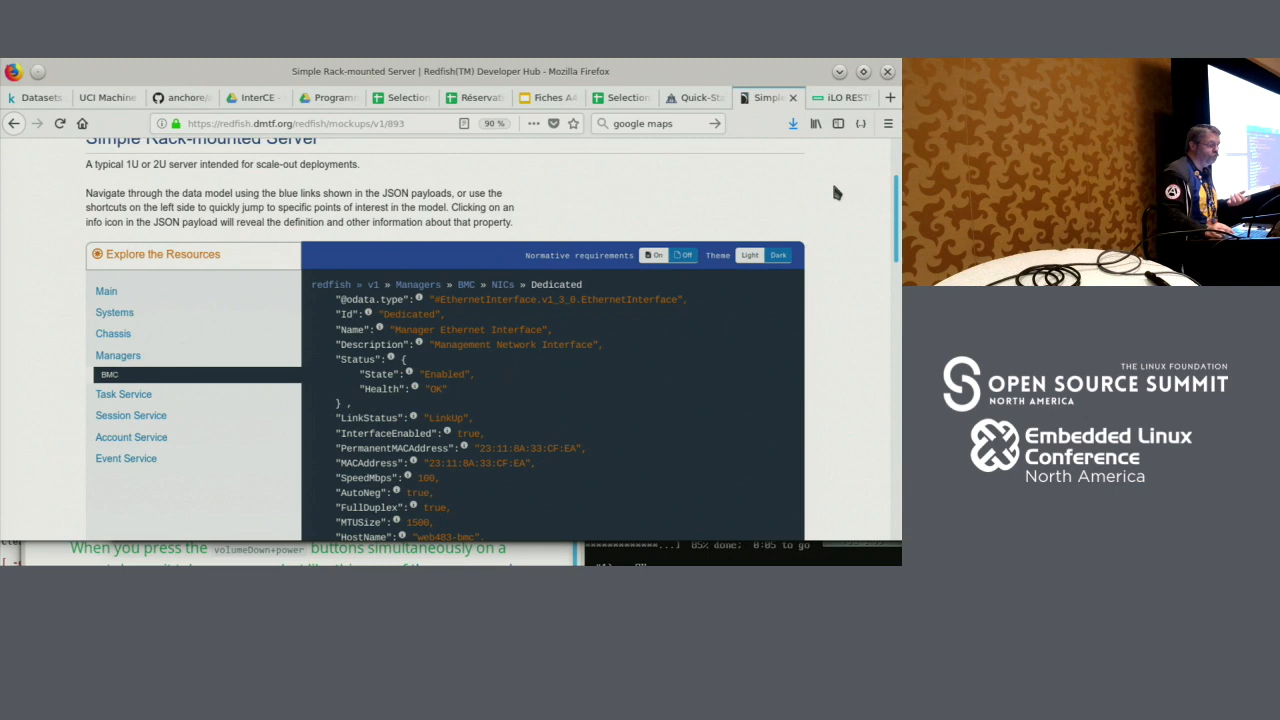 Simple Rack-mounted Server | Redfish(TM) Developer Hub - Mozilla Firefox
Datasets
UCI Machine
anchore/
InterCE -
Programm
Selection
Réservat
Fiches A4
Selection
Quick-Sta
Simple
iLO REST
https://redfish.dmtf.org/redfish/mockups/v1/893
90 %
google maps
Simple Rack-mounted Server
A typical 1U or 2U server intended for scale-out deployments.
Navigate through the data model using the blue links shown in the JSON payloads, or use the
shortcuts on the left side to quickly jump to specific points of interest in the model. Clicking on an
info icon in the JSON payload will reveal the definition and other information about that property.
Explore the Resources
Main
Systems
Chassis
Managers
BMC
Task Service
Session Service
Account Service
Event Service
Normative requirements On Off Theme Light Dark
redfish » v1 » Managers » BMC » NICs » Dedicated
"@odata.type": "#EthernetInterface.v1_3_0.EthernetInterface",
"Id": "Dedicated",
"Name": "Manager Ethernet Interface",
"Description": "Management Network Interface",
"Status": {
"State": "Enabled",
"Health": "OK"
} ,
"LinkStatus": "LinkUp",
"InterfaceEnabled": true,
"PermanentMACAddress": "23:11:8A:33:CF:EA",
"MACAddress": "23:11:8A:33:CF:EA",
"SpeedMbps": 100,
"AutoNeg": true,
"FullDuplex": true,
"MTUSize": 1500,
"HostName": "web483-bmc",
When you press the volumeDown+power buttons simultaneously on a
65% done; 0:05 to go
THE LINUX FOUNDATION
OPEN SOURCE SUMMIT
NORTH AMERICA
Embedded Linux
Conference
North America